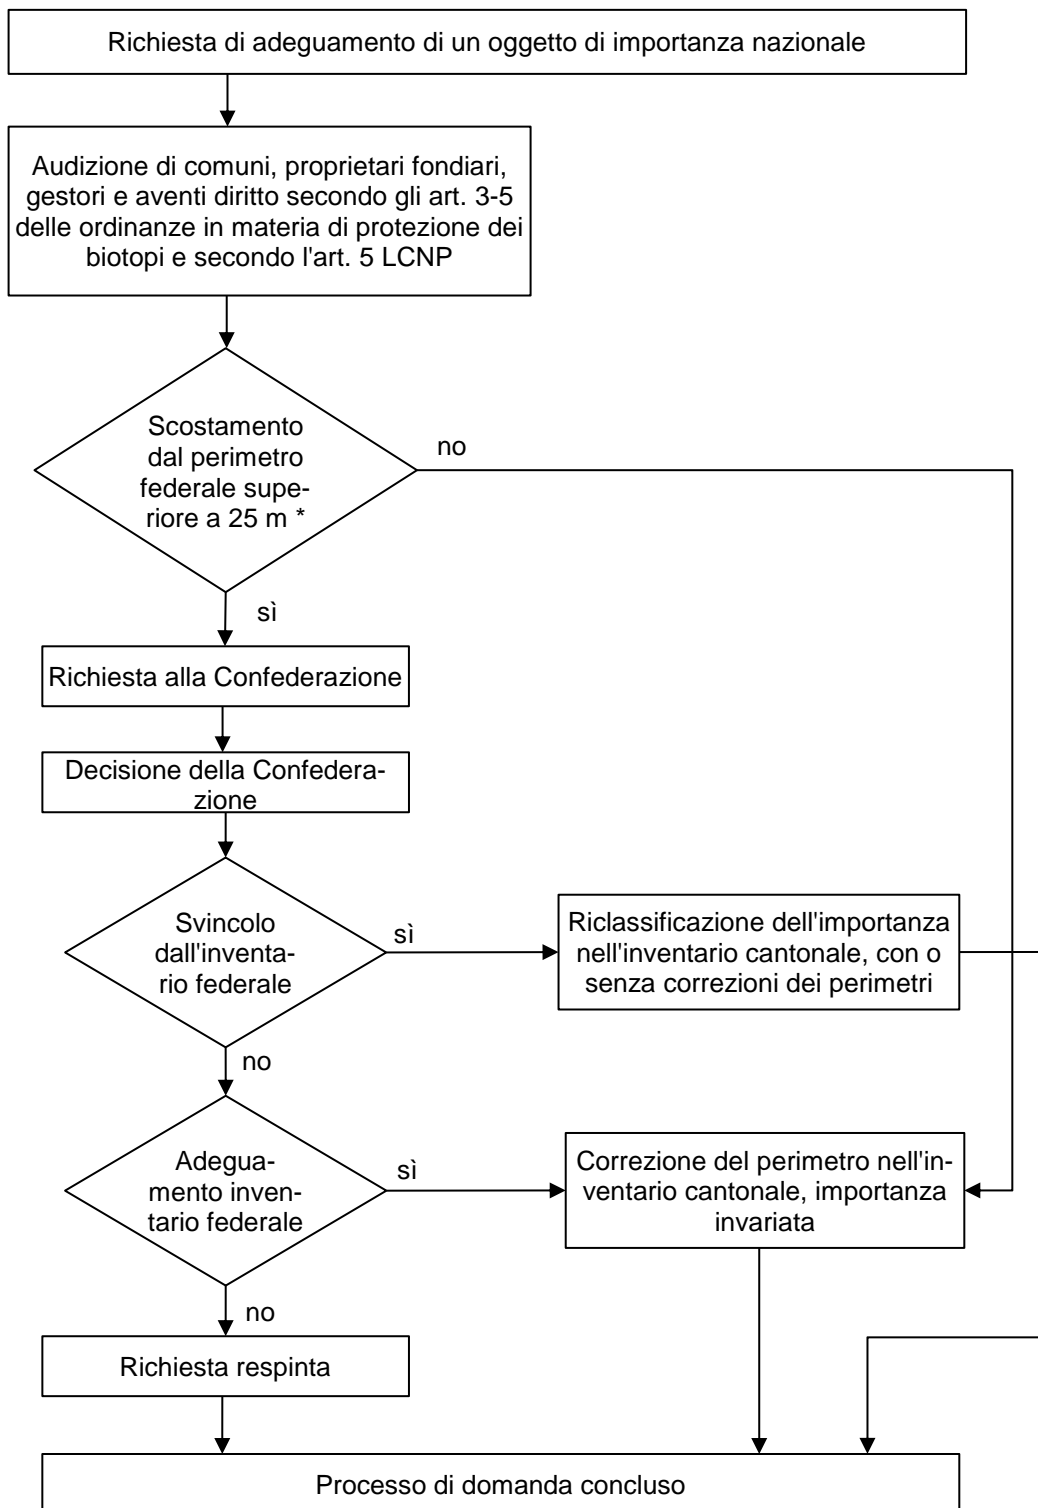 Richiesta di adeguamento di un oggetto di importanza nazionale
Audizione di comuni, proprietari fondiari,
gestori e aventi diritto secondo gli art. 3-5
delle ordinanze in materia di protezione dei
biotopi e secondo l'art. 5 LCNP
Scostamento
dal perimetro
federale supe-
riore a 25 m *
no
sì
Richiesta alla Confederazione
Decisione della Confedera-
zione
Svincolo
dall'inventa-
rio federale
sì
Riclassificazione dell'importanza
nell'inventario cantonale, con o
senza correzioni dei perimetri
no
Adegua-
mento inven-
tario federale
sì
Correzione del perimetro nell'in-
ventario cantonale, importanza
invariata
no
Richiesta respinta
Processo di domanda concluso